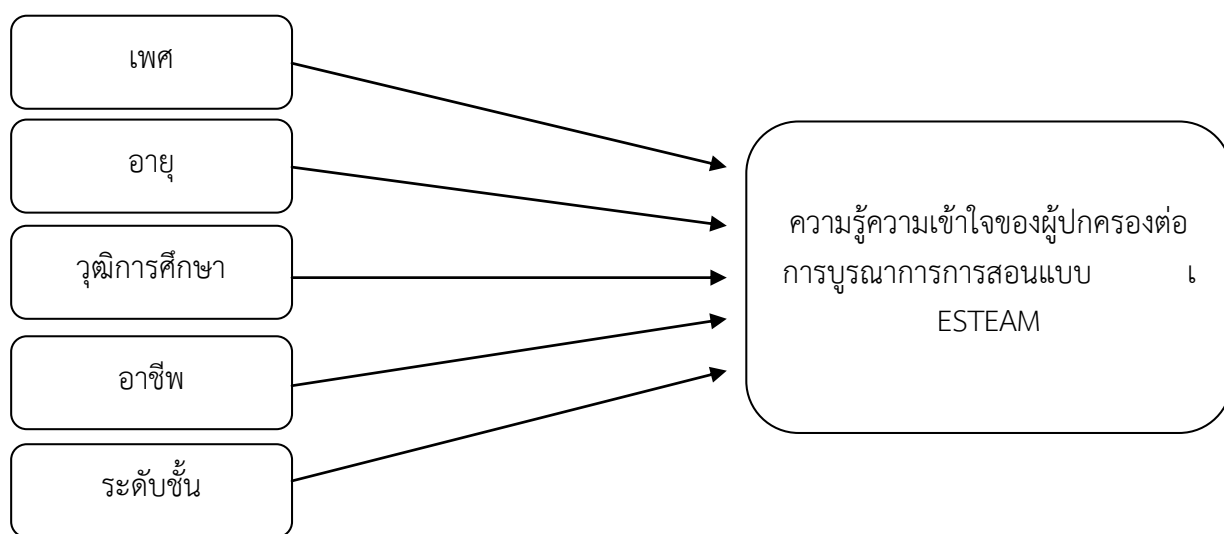 เพศ
อายุ
วุฒิการศึกษา
อาชีพ
ระดับชั้น
ความรู้ความเข้าใจของผู้ปกครองต่อ
การบูรณาการการสอนแบบ เ
ESTEAM